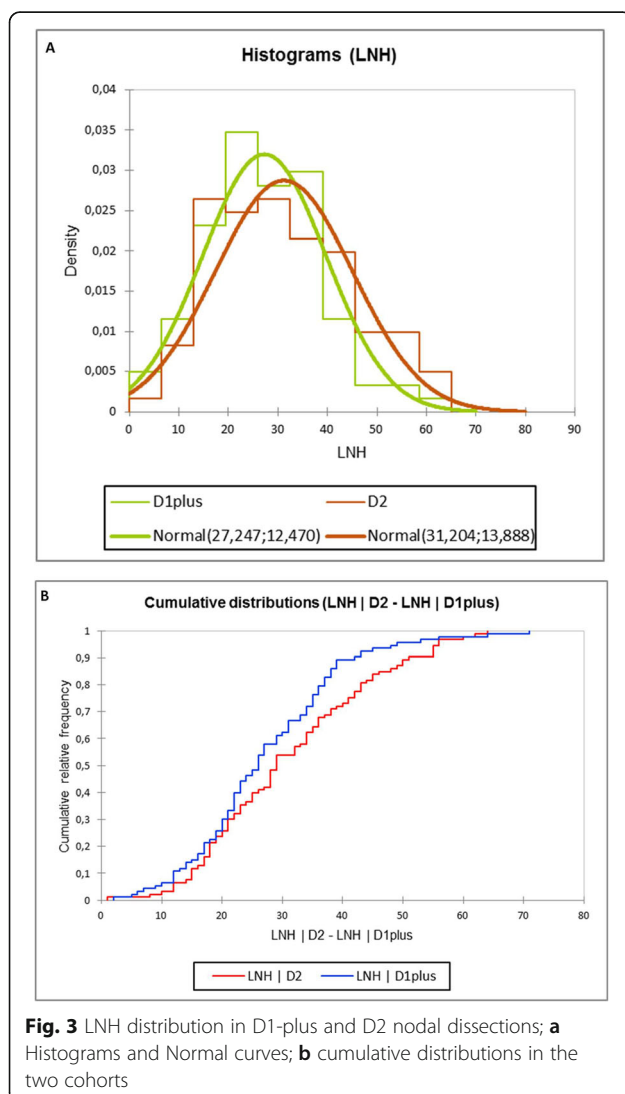 A
Histograms (LNH)
0,04
0,035
0,03
0,025
0,02
0,015
0,01
0,005
0
Density
0 10 20 30 40 50 60 70 80 90
LNH
D1plus D2
Normal(27,247;12,470) Normal(31,204;13,888)
B
Cumulative distributions (LNH | D2 - LNH | D1plus)
1
0,9
0,8
0,7
0,6
0,5
0,4
0,3
0,2
0,1
0
Cumulative relative frequency
0 20 30 40 50 60 70 80
LNH | D2 - LNH | D1plus
LNH | D2 LNH | D1plus
Fig. 3 LNH distribution in D1-plus and D2 nodal dissections; a
Histograms and Normal curves; b cumulative distributions in the
two cohorts